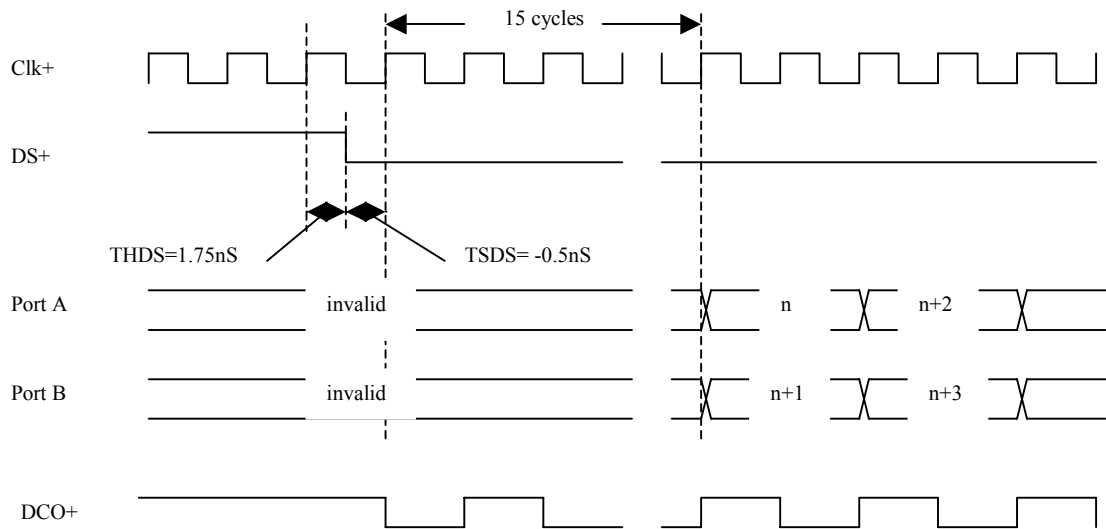 15 cycles
Clk+
DS+
THDS=1.75nS
TSDS= -0.5nS
Port A
invalid
n
n+2
Port B
invalid
n+1
n+3
DCO+